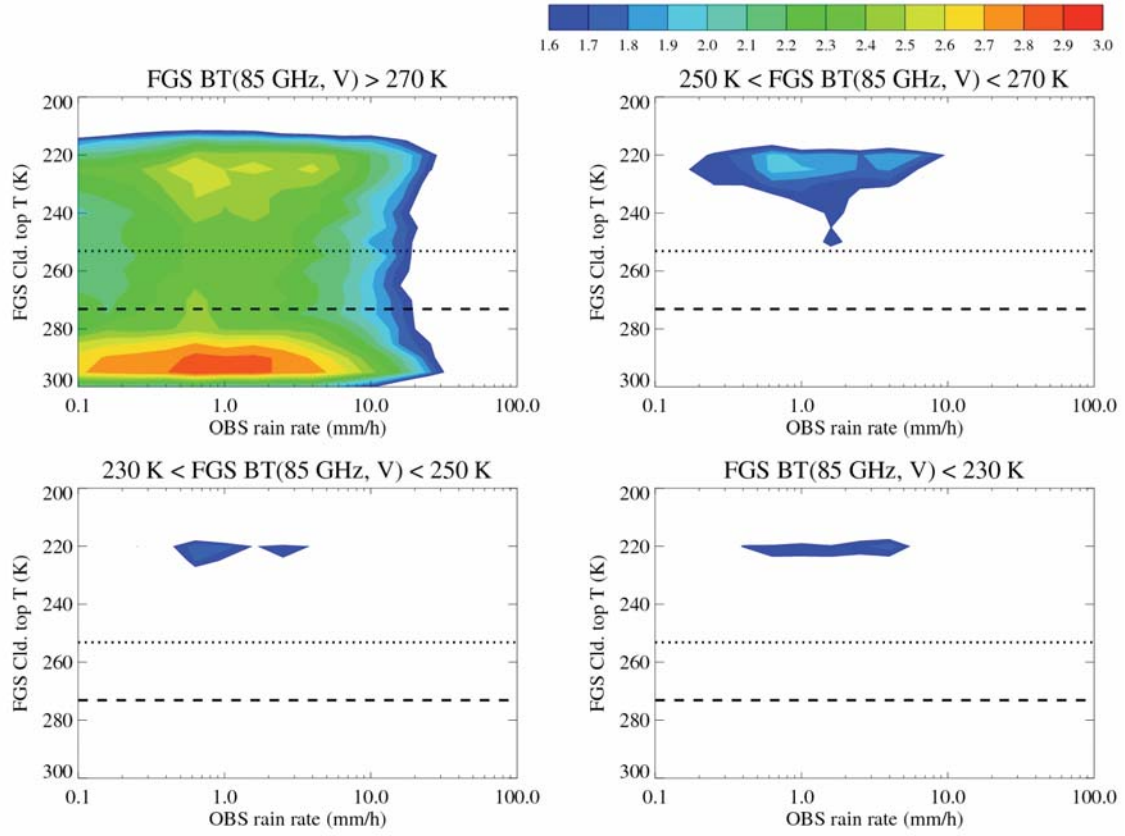 1.6 1.7 1.8 1.9 2.0 2.1 2.2 2.3 2.4 2.5 2.6 2.7 2.8 2.9 3.0
FGS BT(85 GHz, V) > 270 K
200
220
240
260
280
300
FGS Cld. top T (K)
0.1 1.0 10.0 100.0
OBS rain rate (mm/h)
250 K < FGS BT(85 GHz, V) < 270 K
200
220
240
260
280
300
FGS Cld. top T (K)
0.1 1.0 10.0 100.0
OBS rain rate (mm/h)
230 K < FGS BT(85 GHz, V) < 250 K
200
220
240
260
280
300
FGS Cld. top T (K)
0.1 1.0 10.0 100.0
OBS rain rate (mm/h)
FGS BT(85 GHz, V) < 230 K
200
220
240
260
280
300
FGS Cld. top T (K)
0.1 1.0 10.0 100.0
OBS rain rate (mm/h)